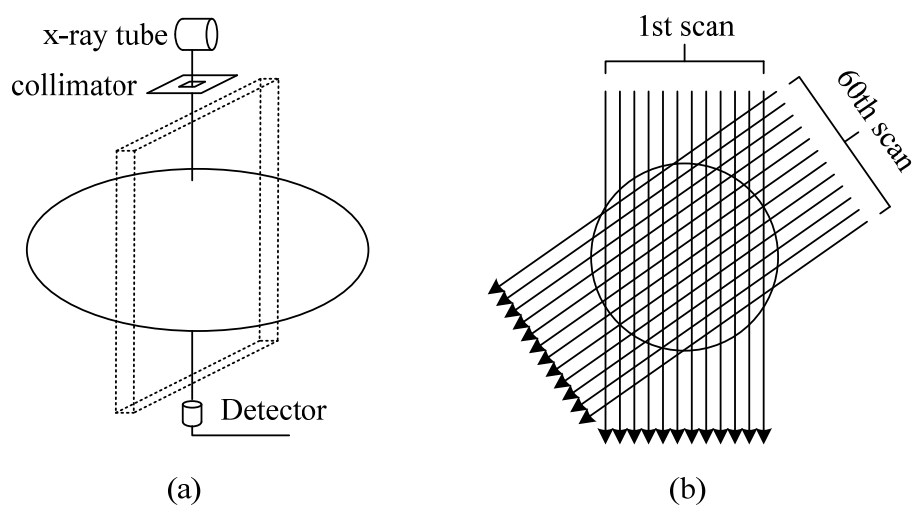 x-ray tube
collimator
Detector
(a)
1st scan
60th scan
(b)